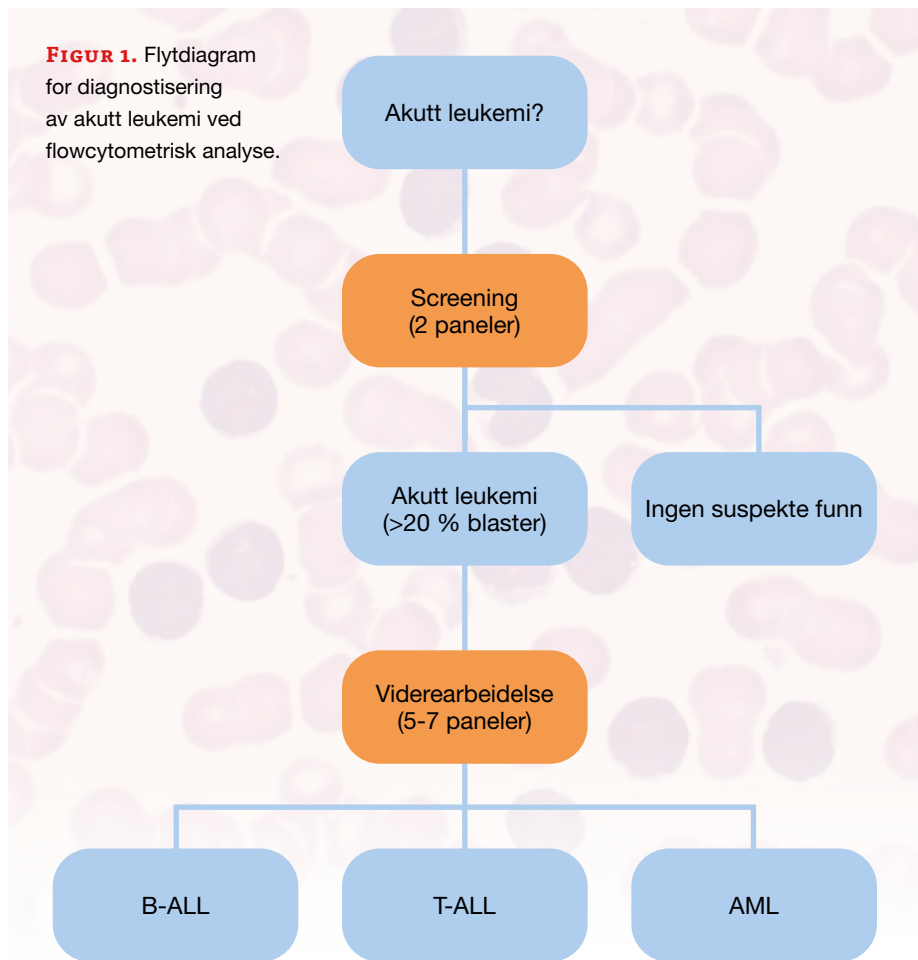 FIGUR 1. Flytdiagram
for diagnostisering
av akutt leukemi ved
flowcytometrisk analyse.
Akutt leukemi?
Screening
(2 paneler)
Akutt leukemi
(>20 % blaster)
Ingen suspekte funn
Viderearbeidelse
(5-7 paneler)
B-ALL
T-ALL
AML